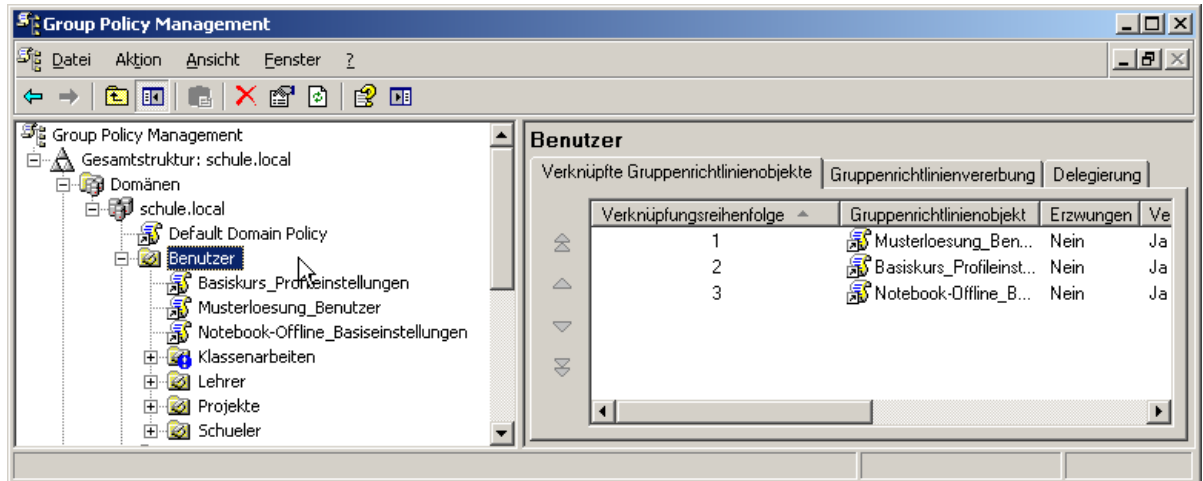 Group Policy Management
Datei Aktion Ansicht Fenster ?
Group Policy Management
Gesamtstruktur: schule.local
Domänen
schule.local
Default Domain Policy
Benutzer
Basiskurs_Profileinstellungen
Musterloesung_Benutzer
Notebook-Offline_Basiseinstellungen
Klassenarbeiten
Lehrer
Projekte
Schueler
Benutzer
Verknüpfte Gruppenrichtlinienobjekte Gruppenrichtlinienvererbung Delegierung
Verknüpfungsreihenfolge Gruppenrichtlinienobjekt Erzwungen Ve
1 Musterloesung_Ben... Nein Ja
2 Basiskurs_Profileinst... Nein Ja
3 Notebook-Offline_B... Nein Ja